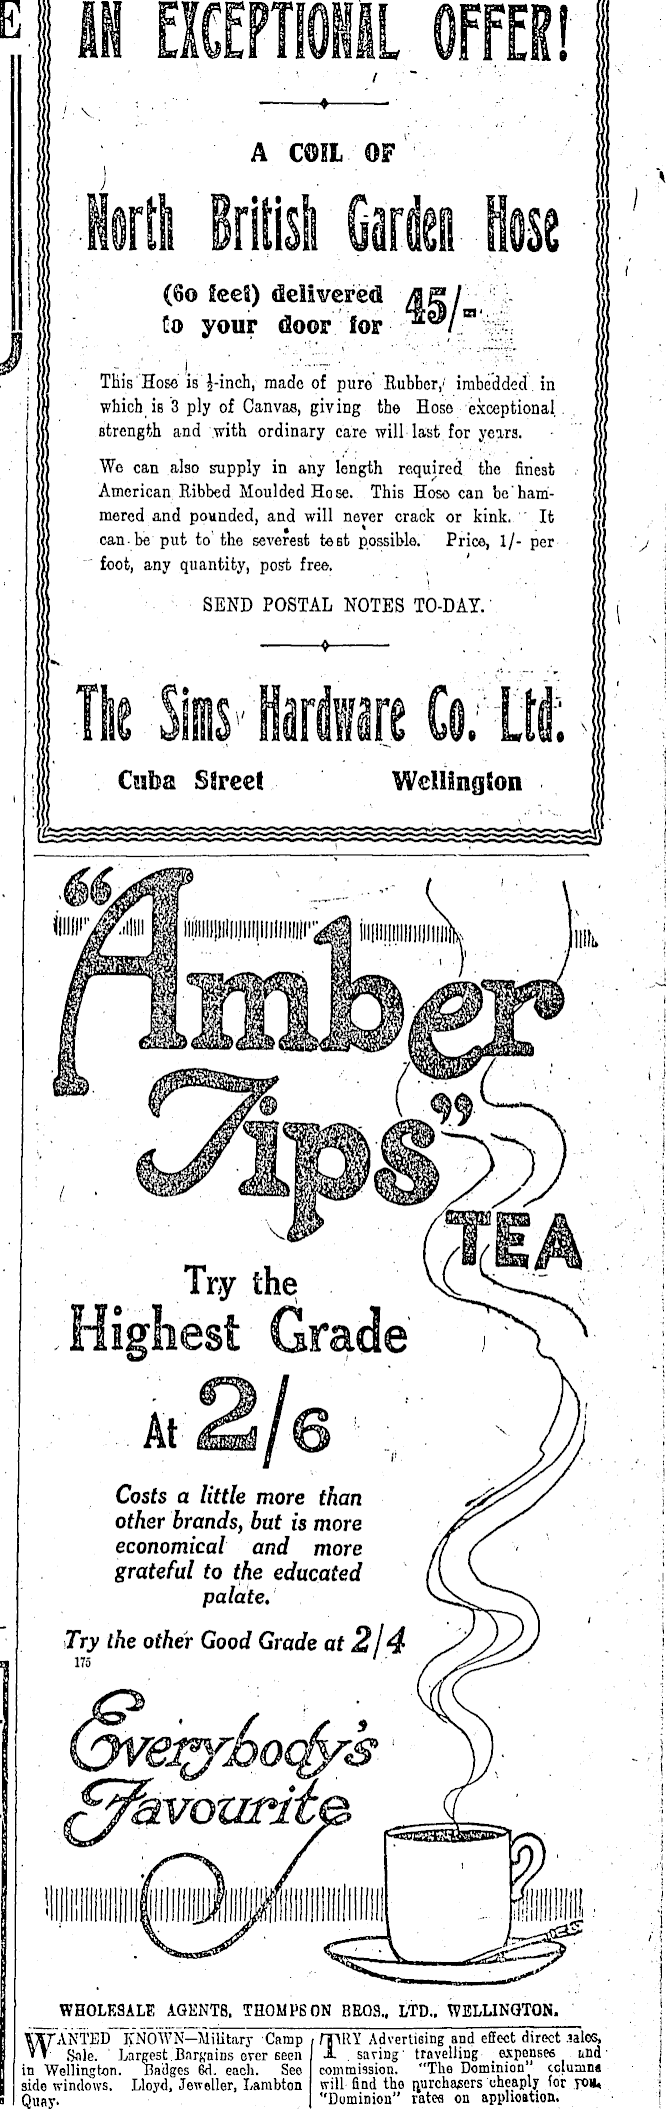 E
AN EXCEPTIONAL OFFER!
A COIL OF
North British Garden Hose
(60 feet) delivered
to your door for 45/-
This Hose is ½-inch, made of pure Rubber, imbedded in
which is 3 ply of Canvas, giving the Hose exceptional
strength and with ordinary care will last for years.
We can also supply in any length required the finest
American Ribbed Moulded Hose. This Hose can be ham-
mered and pounded, and will never crack or kink. It
can be put to the severest test possible. Price, 1/- per
foot, any quantity, post free.
SEND POSTAL NOTES TO-DAY.
The Sims Hardware Co. Ltd.
Cuba Street Wellington
"Amber
Tips"
TEA
Try the
Highest Grade
At 2/6
Costs a little more than
other brands, but is more
economical and more
grateful to the educated
palate.
Try the other Good Grade at 2/4
175
Everybody's
Favourite
WHOLESALE AGENTS, THOMPSON BROS., LTD., WELLINGTON.
WANTED KNOWN—Military Camp
Sale. Largest Bargains ever seen
in Wellington. Badges 6d. each. See
side windows. Lloyd, Jeweller, Lambton
Quay.
TRY Advertising and effect direct sales,
saving travelling expenses and
commission. "The Dominion" columns
will find the purchasers cheaply for you.
"Dominion" rates on application.